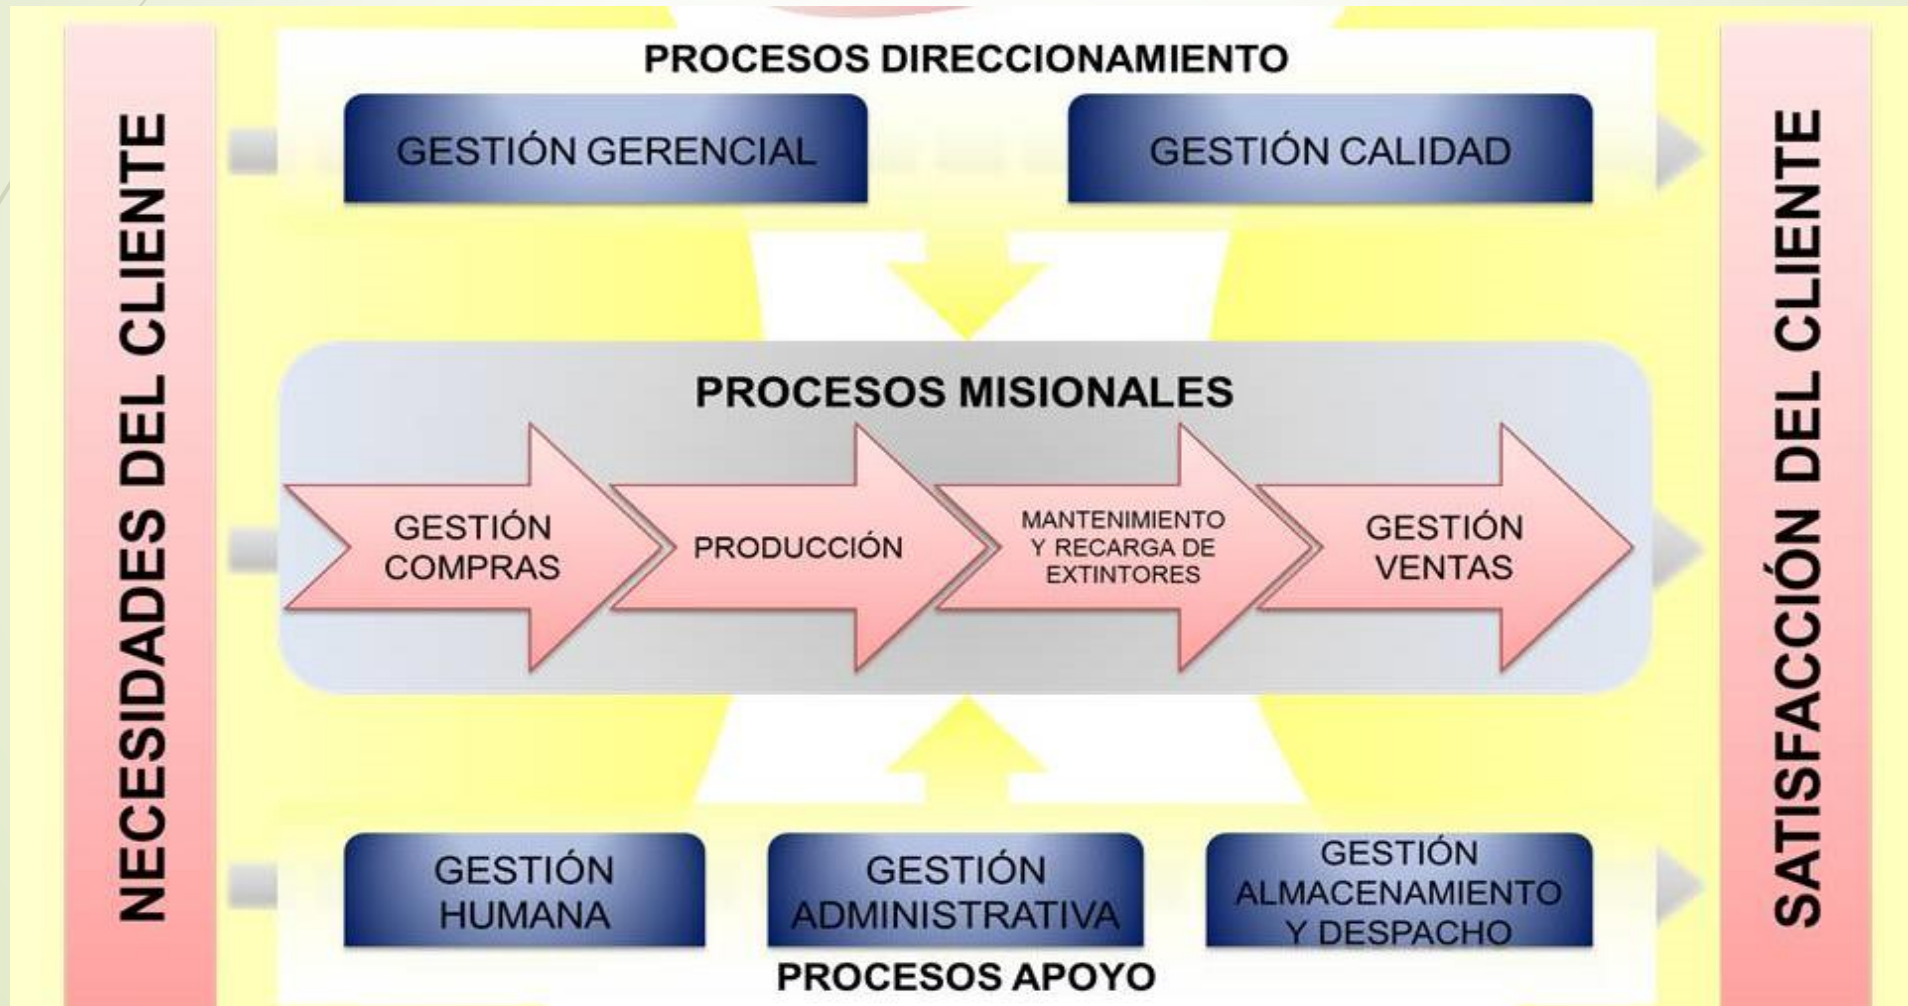 NECESIDADES DEL CLIENTE
PROCESOS DIRECCIONAMIENTO
GESTIÓN GERENCIAL
GESTIÓN CALIDAD
PROCESOS MISIONALES
GESTIÓN
COMPRAS
PRODUCCIÓN
MANTENIMIENTO
Y RECARGA DE
EXTINTORES
GESTIÓN
VENTAS
GESTIÓN
HUMANA
GESTIÓN
ADMINISTRATIVA
GESTIÓN
ALMACENAMIENTO
Y DESPACHO
PROCESOS APOYO
SATISFACCIÓN DEL CLIENTE